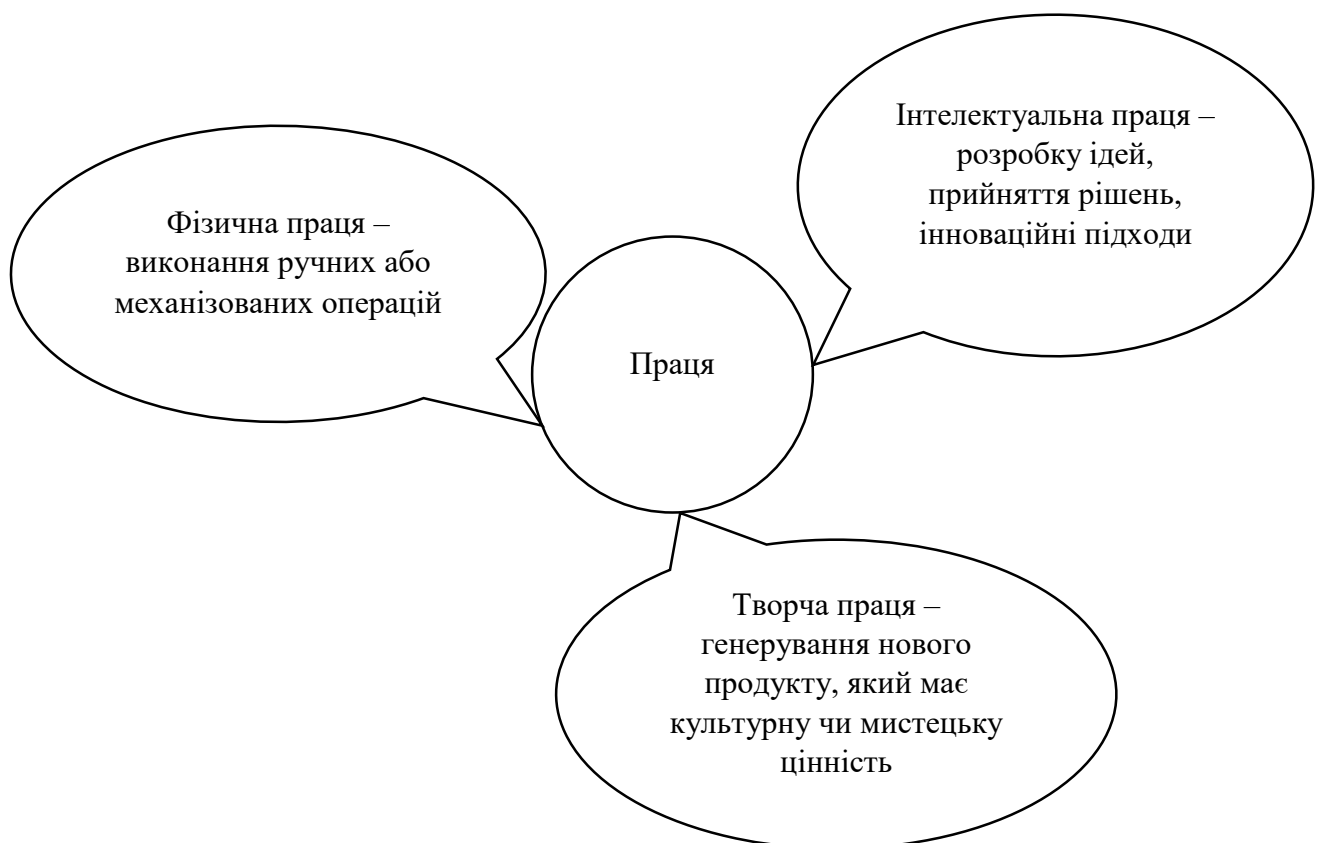 Інтелектуальна праця –
розробку ідей,
прийняття рішень,
інноваційні підходи
Фізична праця –
виконання ручних або
механізованих операцій
Праця
Творча праця –
генерування нового
продукту, який має
культурну чи мистецьку
цінність